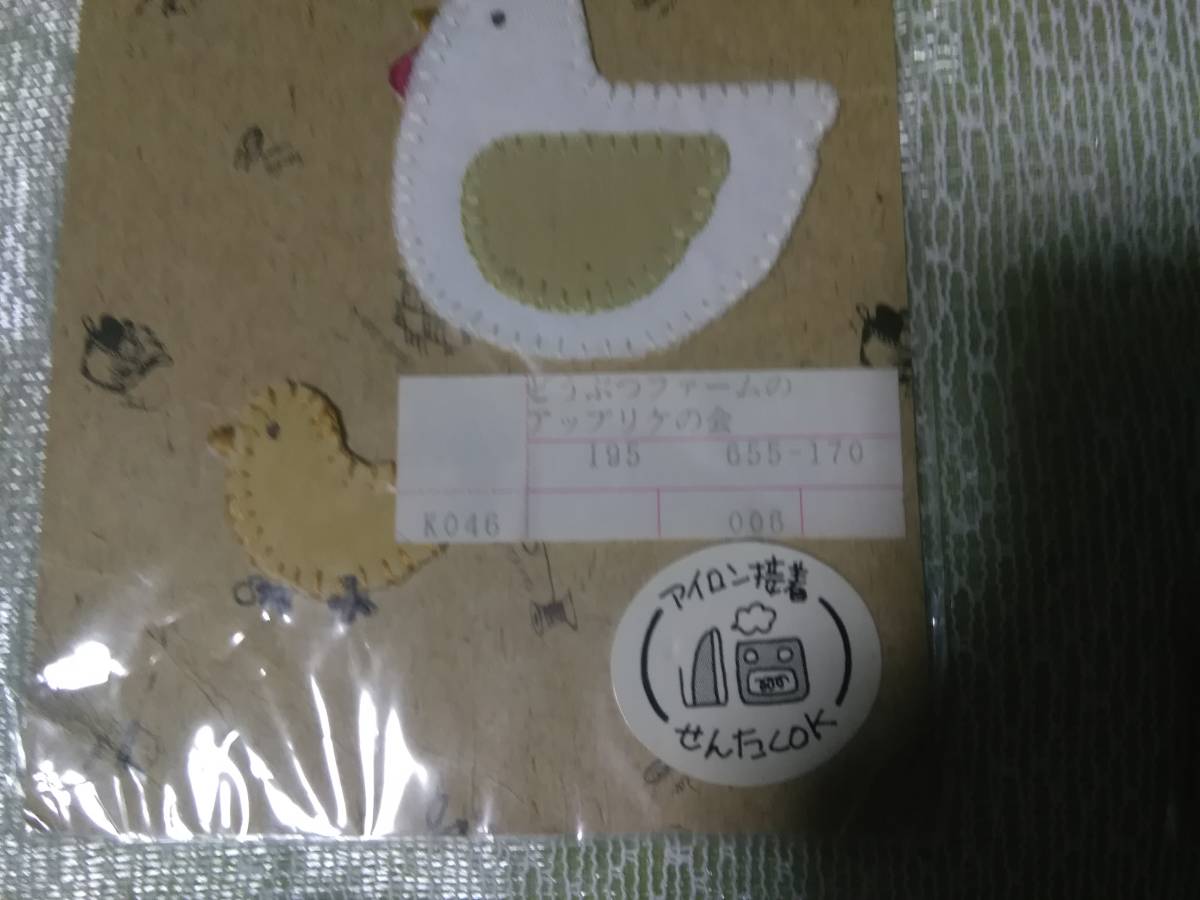 どうぶつファームの
アップリケの会
195 655-170
K046 006
アイロン接着
せんたくOK